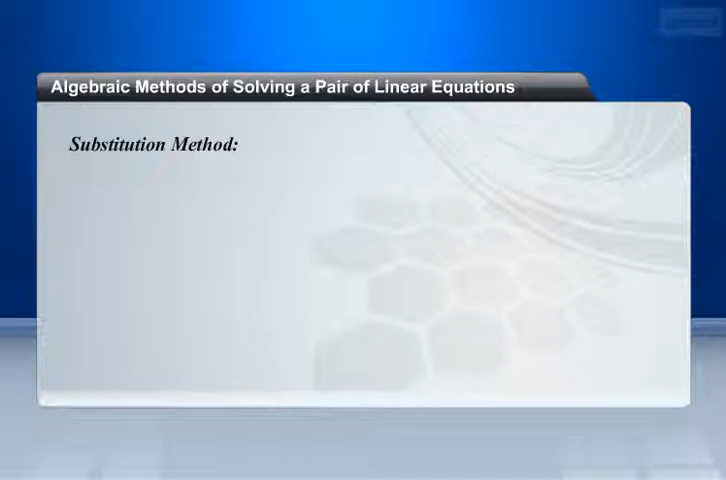 Algebraic Methods of Solving a Pair of Linear Equations
Substitution Method: